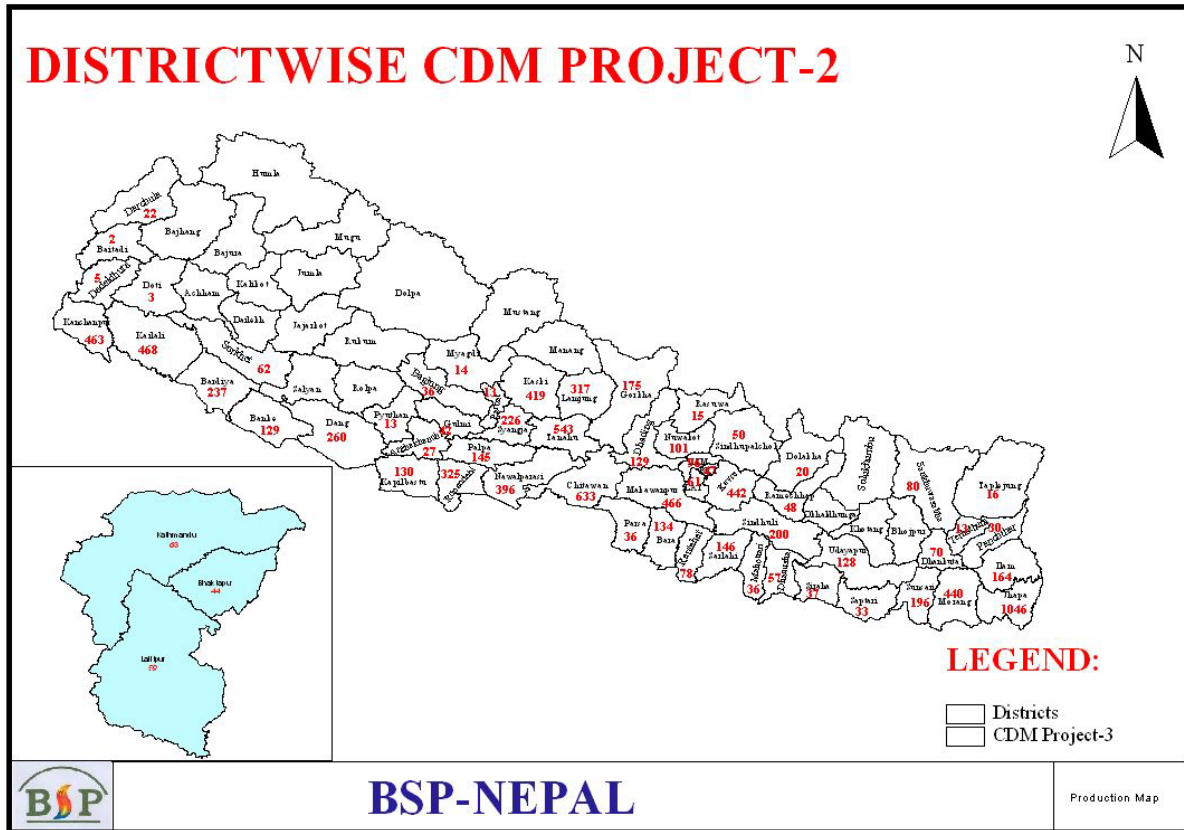 DISTRICTWISE CDM PROJECT-2
N
Humla
Darchula
22
Bajhang
2
Baitadi
Bajura
Mugu
5
Dadeldhura
Doti
3
Achham
Kalikot
Jumla
Dolpa
Mustang
Kanchanpur
463
Kailali
468
Dailekh
Jajarkot
Rukum
Surkhet
62
Myagdi
14
Manang
Bardiya
237
Salyan
Rolpa
Baglung
36
13
Kaski
419
317
Lamjung
175
Gorkha
Rasuwa
15
Banke
129
Dang
260
Pyuthan
13
Gulmi
226
Syangja
543
Tanahu
Dhading
129
Nuwakot
101
50
Sindhupalchok
Dolakha
20
Solukhumbu
Sankhuwasabha
80
Taplejung
16
27
Palpa
145
130
Kapilbastu
325
Nawalparasi
396
Chitawan
633
Makawanpur
466
61
Kavre
442
Ramechhap
48
Khotang
Bhojpur
13
30
Panchthar
Parsa
36
134
Bara
Sindhuli
200
70
Dhankuta
Ilam
164
Rautahat
78
146
Sarlahi
Mahottari
36
57
Dhanusha
Siraha
37
Udayapur
128
Saptari
33
Sunsari
196
440
Morang
Jhapa
1046
Kathmandu
Bhaktapur
44
Lalitpur
LEGEND:
Districts
CDM Project-3
BSP
BSP-NEPAL
Production Map